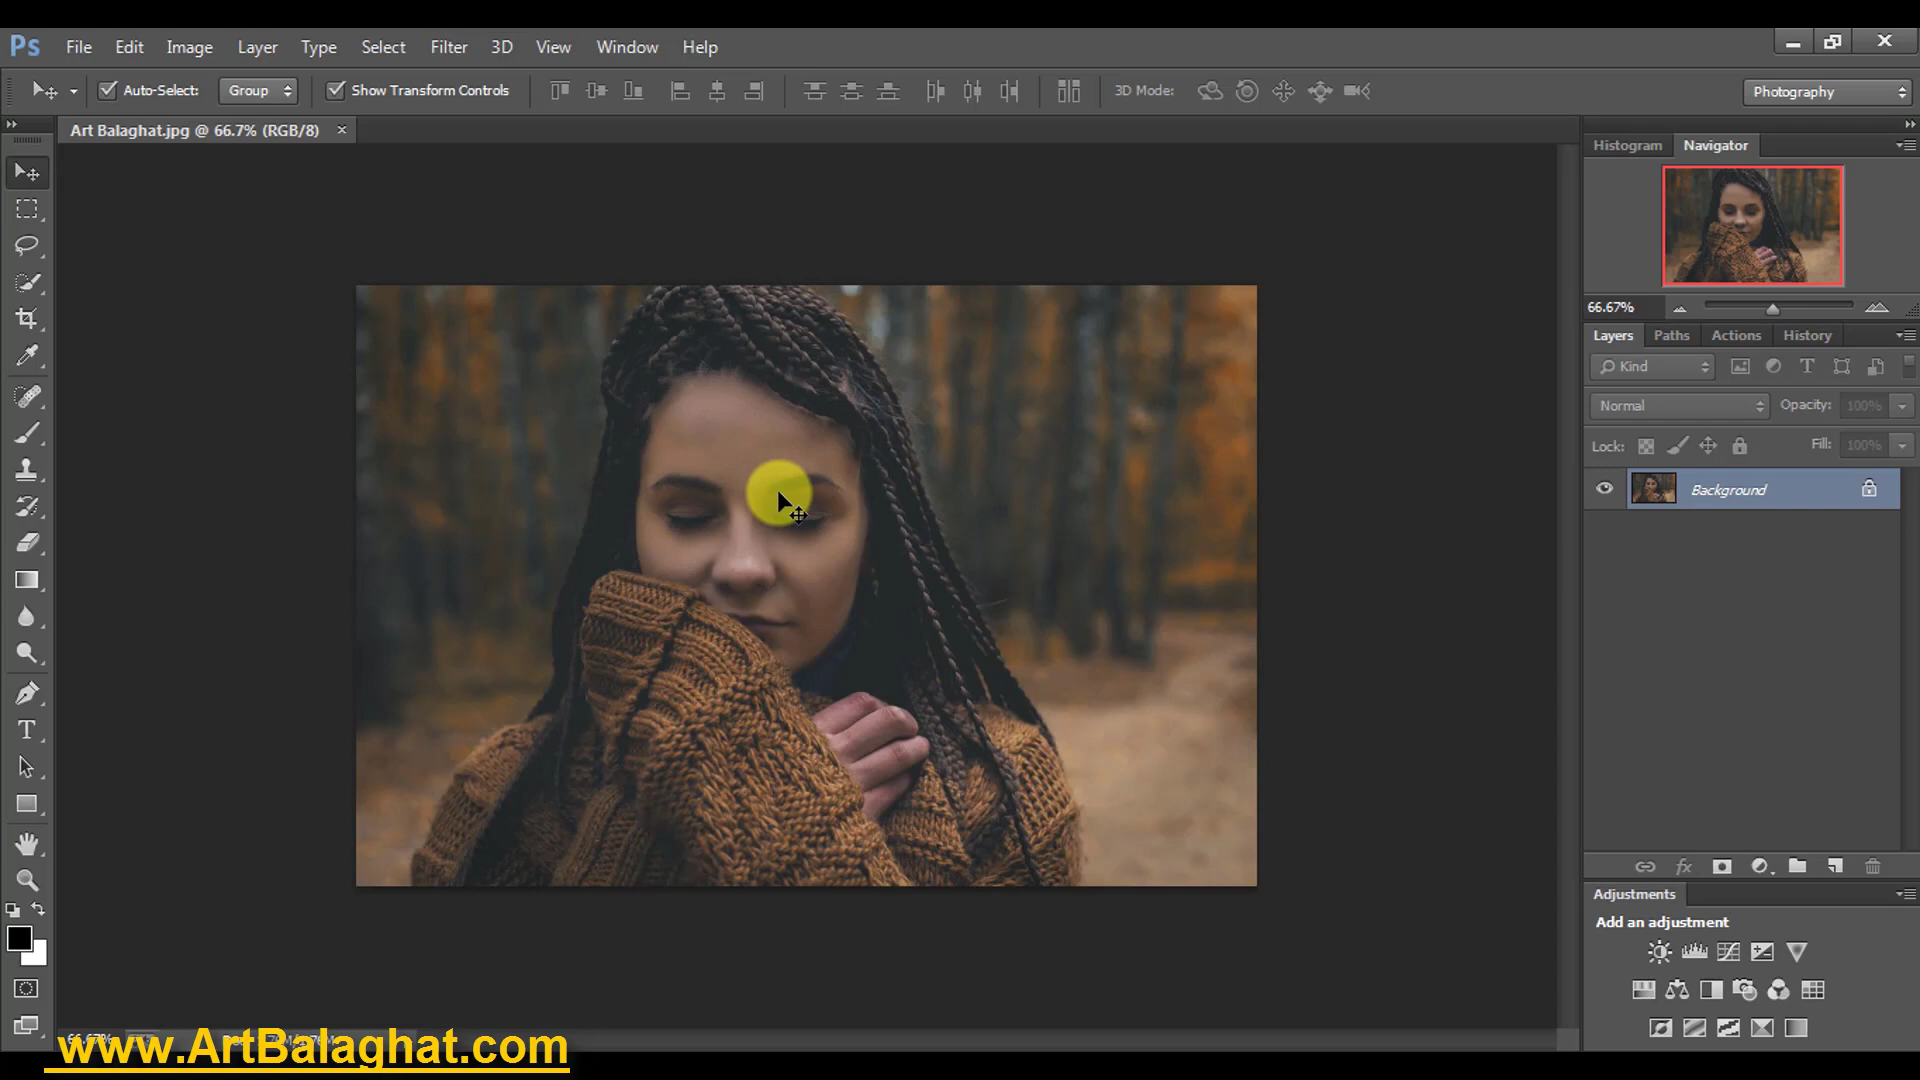 Ps File Edit Image Layer Type Select Filter 3D View Window Help
Auto-Select: Group Show Transform Controls 3D Mode: Photography
Art Balaghat.jpg @ 66.7% (RGB/8)
Histogram Navigator
66.67%
Layers Paths Actions History
Kind
Normal Opacity: 100%
Lock: Fill: 100%
Background
Adjustments
Add an adjustment
www.ArtBalaghat.com